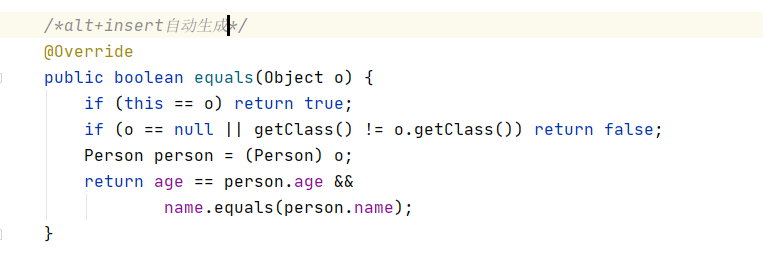 /*alt+insert自动生成*/
@Override
public boolean equals(Object o) {
if (this == o) return true;
if (o == null || getClass() != o.getClass()) return false;
Person person = (Person) o;
return age == person.age &&
name.equals(person.name);
}